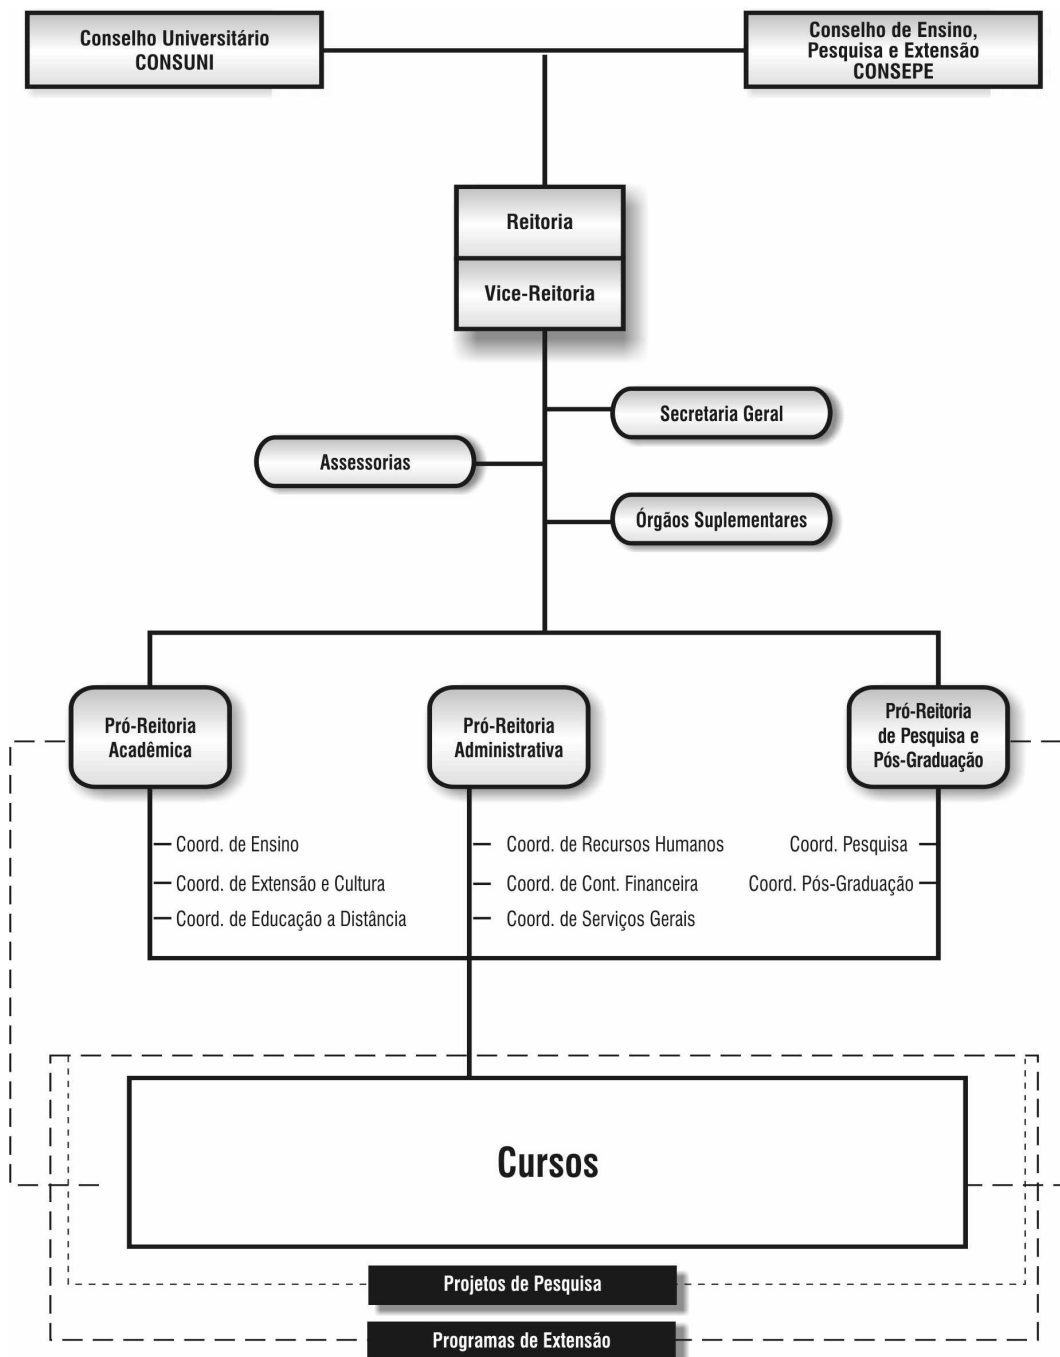 Conselho Universitário
CONSUNI
Conselho de Ensino,
Pesquisa e Extensão
CONSEPE
Reitoria
Vice-Reitoria
Secretaria Geral
Assessorias
Órgãos Suplementares
Pró-Reitoria
Acadêmica
Pró-Reitoria
Administrativa
Pró-Reitoria
de Pesquisa e
Pós-Graduação
Coord. de Ensino
Coord. de Extensão e Cultura
Coord. de Educação a Distância
Coord. de Recursos Humanos
Coord. de Cont. Financeira
Coord. de Serviços Gerais
Coord. Pesquisa
Coord. Pós-Graduação
Cursos
Projetos de Pesquisa
Programas de Extensão